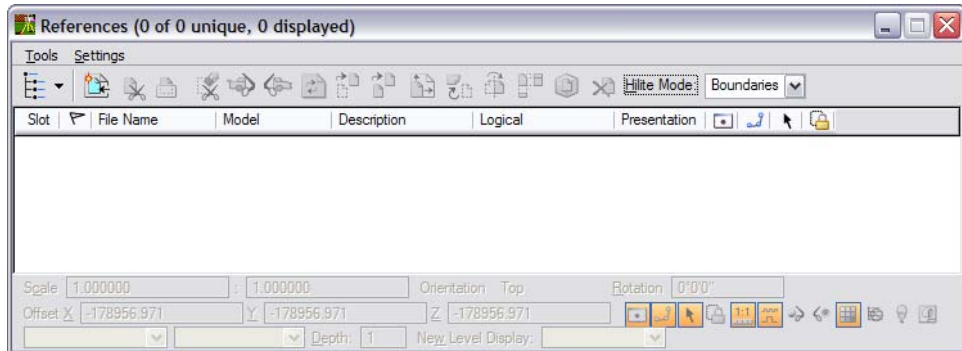 References (0 of 0 unique, 0 displayed)
Tools Settings
Hilite Mode: Boundaries
Slot File Name Model Description Logical Presentation
Scale 1.000000 : 1.000000 Orientation Top Rotation 0°0'0"
Offset X -178956.971 Y -178956.971 Z -178956.971 1:1
Depth: 1 New Level Display: